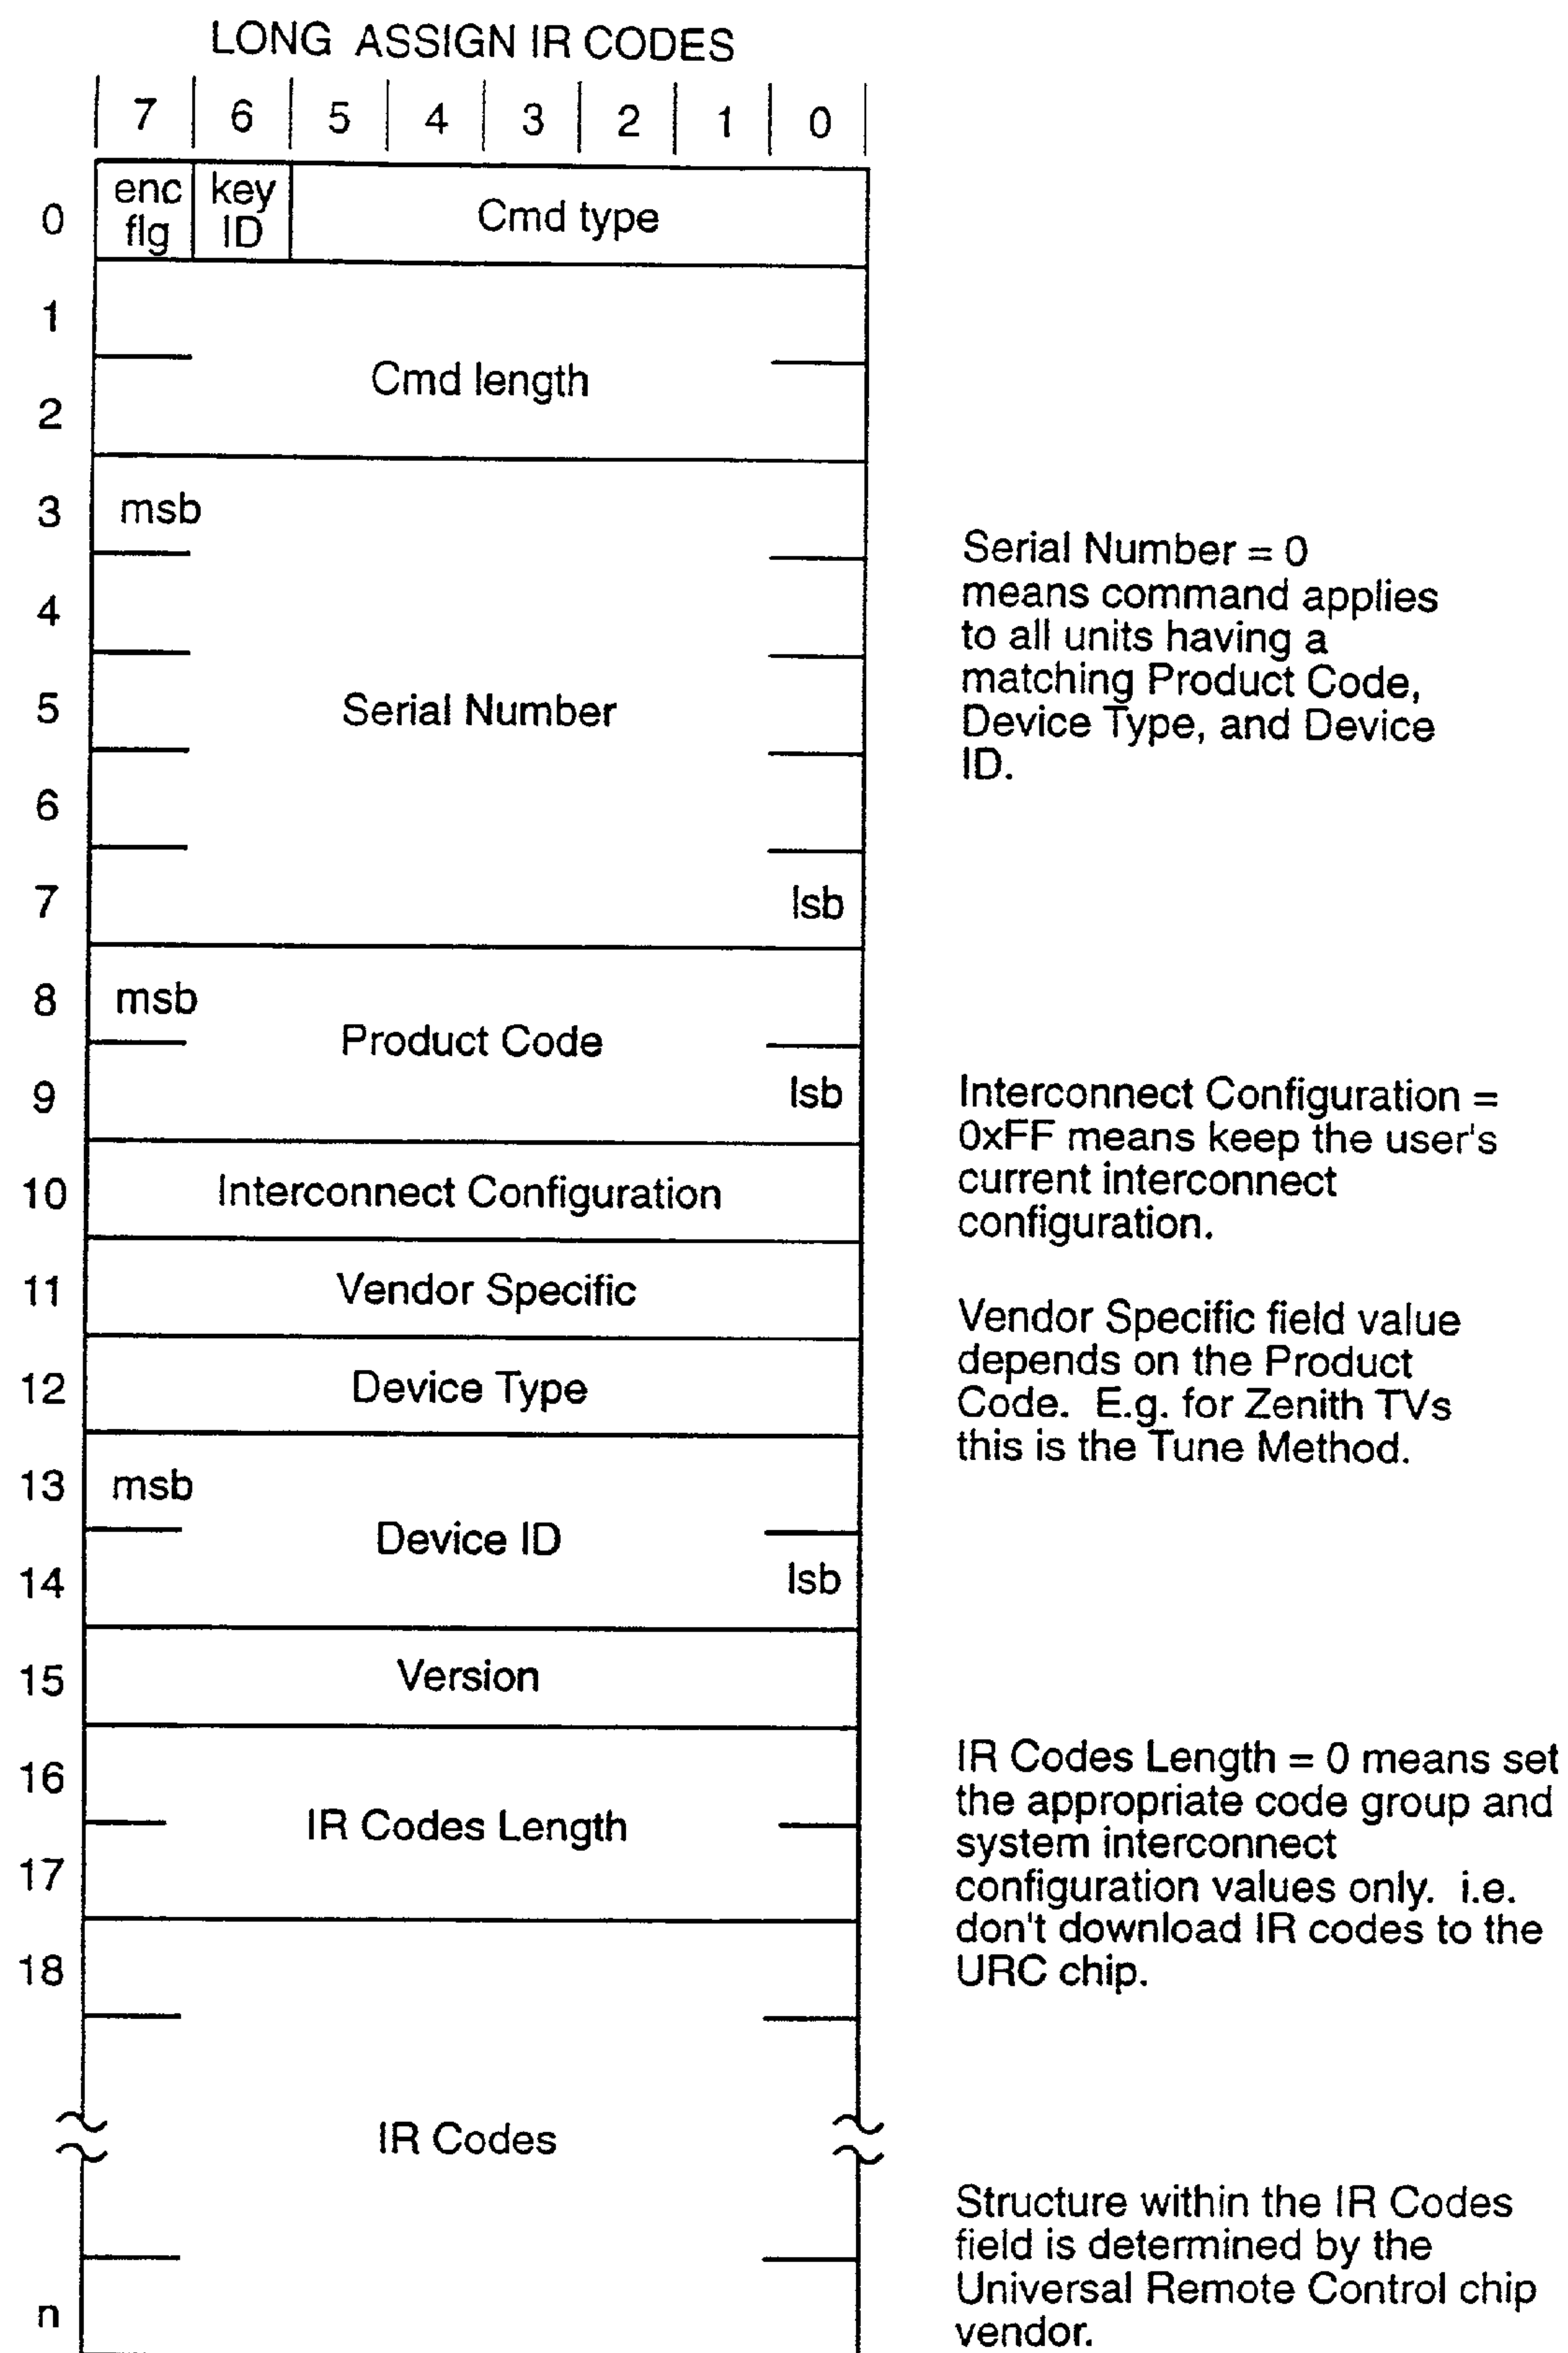 LONG ASSIGN IR CODES
7 6 5 4 3 2 1 0
0 enc flg key ID Cmd type
1
Cmd length
2
3 msb
4
5 Serial Number
6
7 lsb
Serial Number = 0
means command applies
to all units having a
matching Product Code,
Device Type, and Device
ID.
8 msb
Product Code
9 lsb
10 Interconnect Configuration
Interconnect Configuration =
0xFF means keep the user's
current interconnect
configuration.
11 Vendor Specific
12 Device Type
Vendor Specific field value
depends on the Product
Code. E.g. for Zenith TVs
this is the Tune Method.
13 msb
Device ID
14 lsb
15 Version
16
IR Codes Length
17
IR Codes Length = 0 means set
the appropriate code group and
system interconnect
configuration values only. i.e.
don't download IR codes to the
URC chip.
18
IR Codes
n
Structure within the IR Codes
field is determined by the
Universal Remote Control chip
vendor.